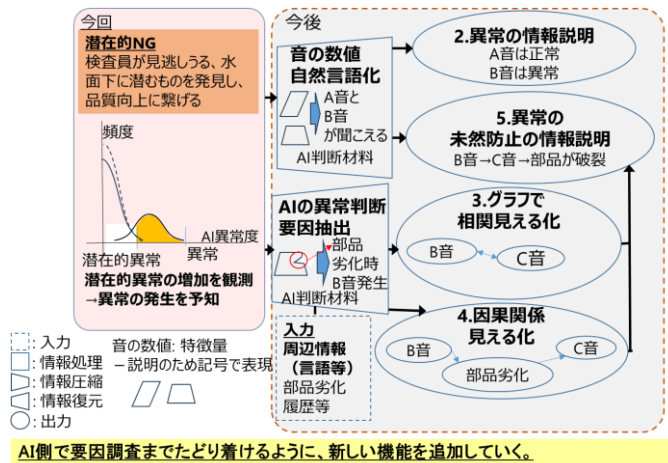 今回
潜在的NG
検査員が見逃しうる、水
面下に潜むものを発見し、
品質向上に繋げる
頻度
AI異常度
潜在的異常
異常
潜在的異常の増加を観測
→異常の発生を予知
今後
音の数値
自然言語化
A音と
B音
が聞こえる
AI判断材料
2.異常の情報説明
A音は正常
B音は異常
5.異常の
未然防止の情報説明
B音→C音→部品が破裂
AIの異常判断
要因抽出
部品
劣化時
B音発生
AI判断材料
3.グラフで
相関見える化
B音
C音
入力
周辺情報
(言語等)
部品劣化
履歴等
4.因果関係
見える化
B音
C音
部品劣化
: 入力
: 情報処理
: 情報圧縮
: 情報復元
: 出力
音の数値: 特徴量
－説明のため記号で表現
AI側で要因調査までたどり着けるように、新しい機能を追加していく。